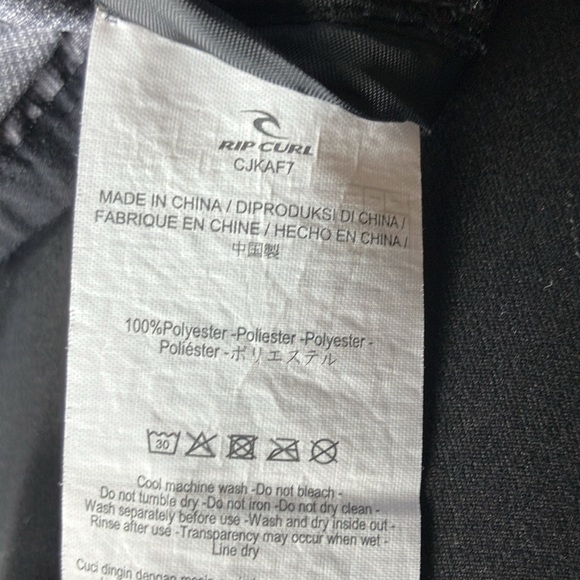 RIP CURL
CJKAF7
MADE IN CHINA / DIPRODUKSI DI CHINA /
FABRIQUE EN CHINE / HECHO EN CHINA /
中国製
100%Polyester -Poliester -Polyester -
Poliéster -ポリエステル
30
Cool machine wash -Do not bleach -
Do not tumble dry -Do not iron -Do not dry clean -
Wash separately before use -Wash and dry inside out -
Rinse after use -Transparency may occur when wet -
Line dry
Cuci dingin dengan